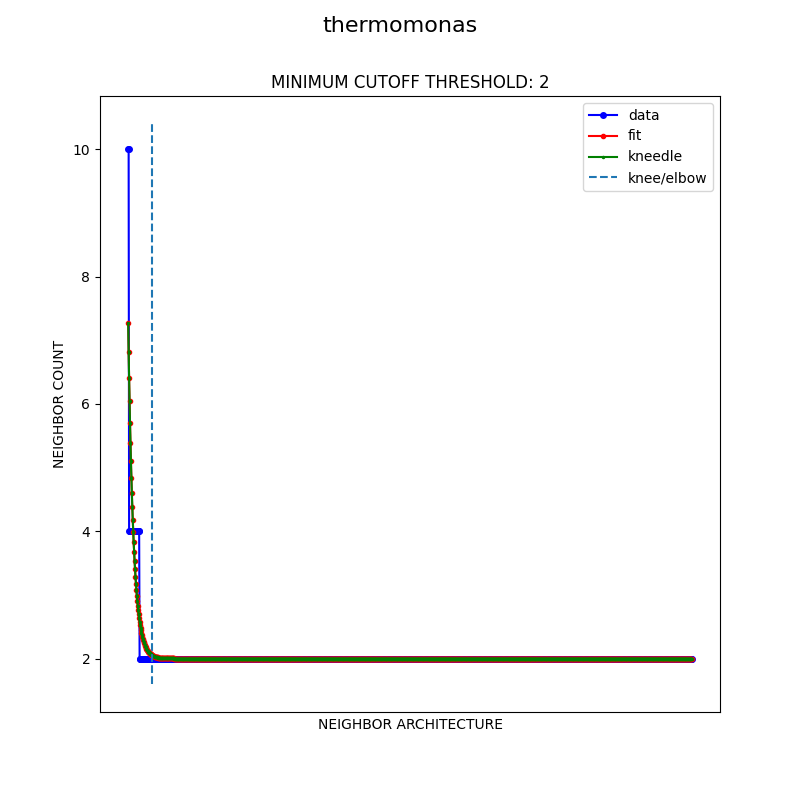 thermomonas
MINIMUM CUTOFF THRESHOLD: 2
data
fit
kneedle
knee/elbow
10
8
6
4
2
NEIGHBOR COUNT
NEIGHBOR ARCHITECTURE